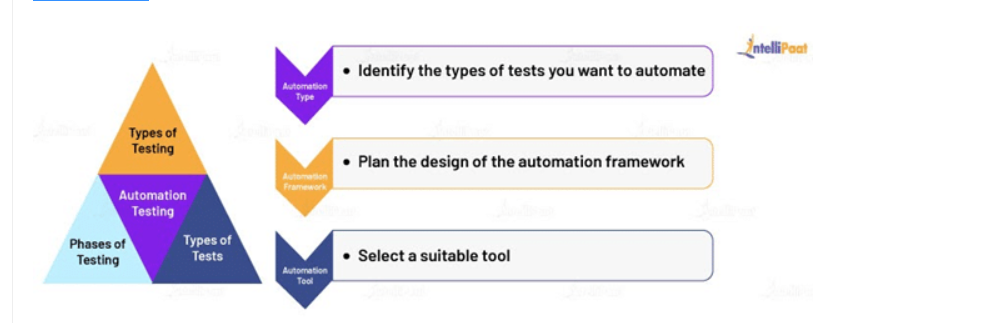 IntelliPaat
Types of
Testing
Automation
Testing
Phases of
Testing
Types of
Tests
Automation
Type
• Identify the types of tests you want to automate
Automation
Framework
• Plan the design of the automation framework
Automation
Tool
• Select a suitable tool